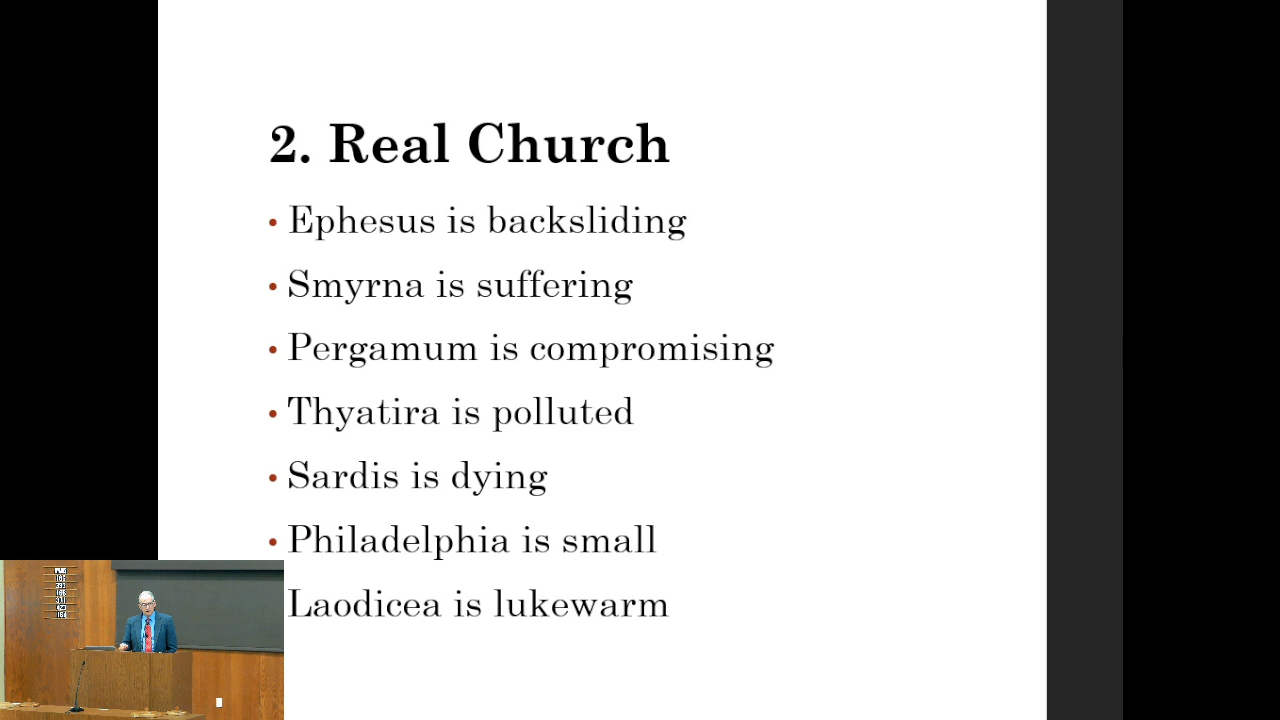 2. Real Church
• Ephesus is backsliding
• Smyrna is suffering
• Pergamum is compromising
• Thyatira is polluted
• Sardis is dying
• Philadelphia is small
Laodicea is lukewarm